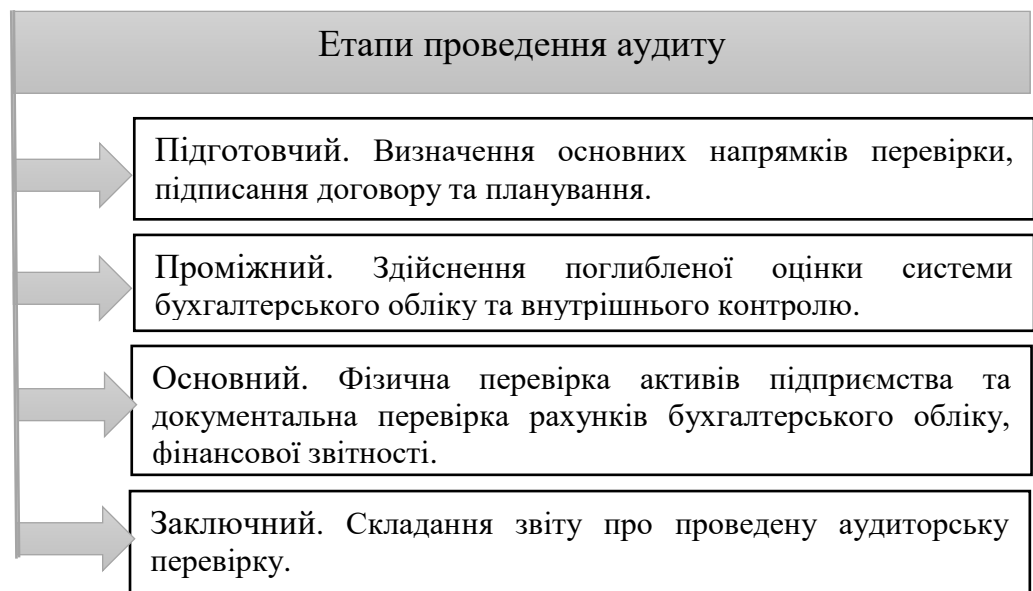 Етапи проведення аудиту
Підготовчий. Визначення основних напрямків перевірки,
підписання договору та планування.
Проміжний. Здійснення поглибленої оцінки системи
бухгалтерського обліку та внутрішнього контролю.
Основний. Фізична перевірка активів підприємства та
документальна перевірка рахунків бухгалтерського обліку,
фінансової звітності.
Заключний. Складання звіту про проведену аудиторську
перевірку.